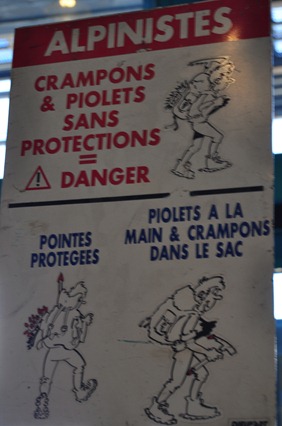 ALPINISTES
CRAMPONS
& PIOLETS
SANS
PROTECTIONS
=
⚠ DANGER
POINTES
PROTEGEES
PIOLETS A LA
MAIN & CRAMPONS
DANS LE SAC